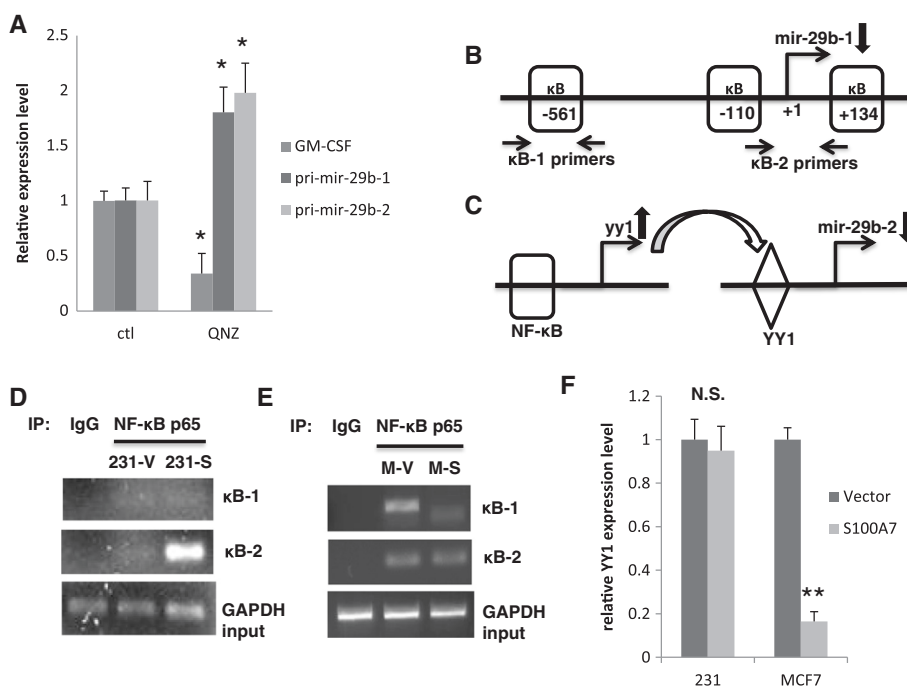 A
Relative expression level
2.5
2
1.5
1
0.5
0
*
*
*
ctl
QNZ
GM-CSF
pri-mir-29b-1
pri-mir-29b-2
B
mir-29b-1
κB
-561
κB
-110
+1
κB
+134
κB-1 primers
κB-2 primers
C
yy1
mir-29b-2
NF-κB
YY1
D
IP: IgG NF-κB p65
231-V 231-S
κB-1
κB-2
GAPDH
input
E
IP: IgG NF-κB p65
M-V M-S
κB-1
κB-2
GAPDH
input
F
relative YY1 expression level
1.2
1
0.8
0.6
0.4
0.2
0
N.S.
**
231
MCF7
Vector
S100A7